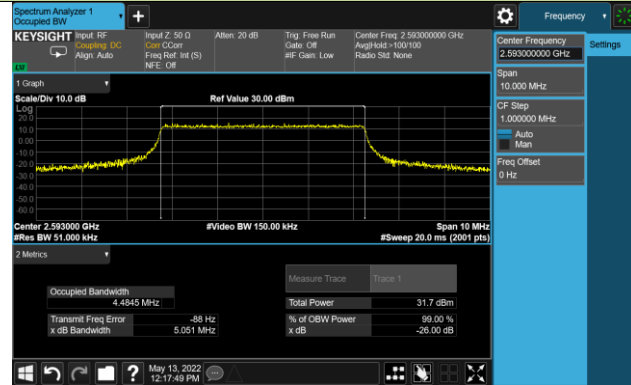 Spectrum Analyzer 1
Occupied BW
Frequency
KEYSIGHT
Input: RF
Coupling: DC
Align: Auto
Input Z: 50 Ω
Corr CCorr
Freq Ref: Int (S)
NFE: Off
Atten: 20 dB
Trig: Free Run
Gate: Off
#IF Gain: Low
Center Freq: 2.593000000 GHz
Avg|Hold:>100/100
Radio Std: None
Center Frequency
2.593000000 GHz
Settings
Span
10.000 MHz
CF Step
1.000000 MHz
Auto
Man
Freq Offset
0 Hz
1 Graph
Scale/Div 10.0 dB
Ref Value 30.00 dBm
Log
20.0
10.0
0.00
-10.0
-20.0
-30.0
-40.0
-50.0
-60.0
Center 2.593000 GHz
#Video BW 150.00 kHz
Span 10 MHz
#Res BW 51.000 kHz
#Sweep 20.0 ms (2001 pts)
2 Metrics
Measure Trace
Trace 1
Occupied Bandwidth
4.4845 MHz
Total Power
31.7 dBm
Transmit Freq Error
-88 Hz
% of OBW Power
99.00 %
x dB Bandwidth
5.051 MHz
x dB
-26.00 dB
May 13, 2022
12:17:49 PM